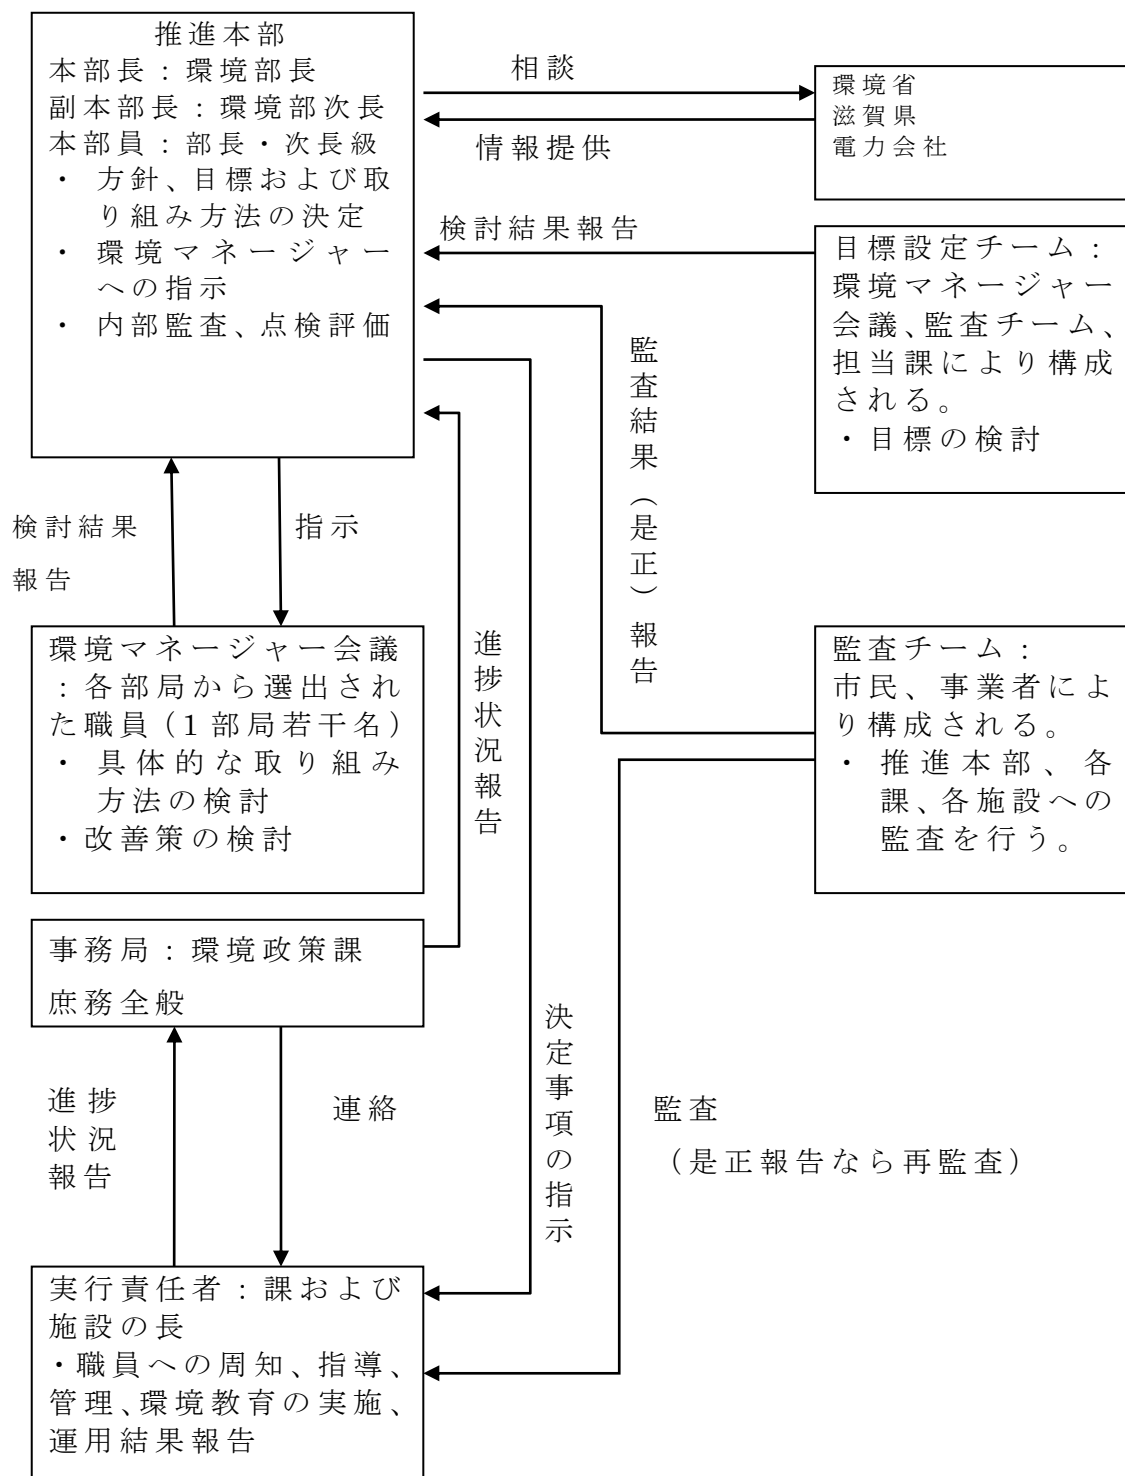 推進本部
本部長：環境部長
副本部長：環境部次長
本部員：部長・次長級
・ 方針、目標および取
り組み方法の決定
・ 環境マネージャー
への指示
・ 内部監査、点検評価
相談
情報提供
環境省
滋賀県
電力会社
検討結果報告
目標設定チーム：
環境マネージャー
会議、監査チーム、
担当課により構成
される。
・目標の検討
監査結果（是正）報告
検討結果
報告
指示
環境マネージャー会議
：各部局から選出され
た職員（1 部局若干名）
・ 具体的な取り組み
方法の検討
・改善策の検討
進捗状況報告
監査チーム：
市民、事業者によ
り構成される。
・ 推進本部、各
課、各施設への
監査を行う。
事務局：環境政策課
庶務全般
進捗
状況
報告
連絡
決定事項の指示
監査
（是正報告なら再監査）
実行責任者：課および
施設の長
・職員への周知、指導、
管理、環境教育の実施、
運用結果報告